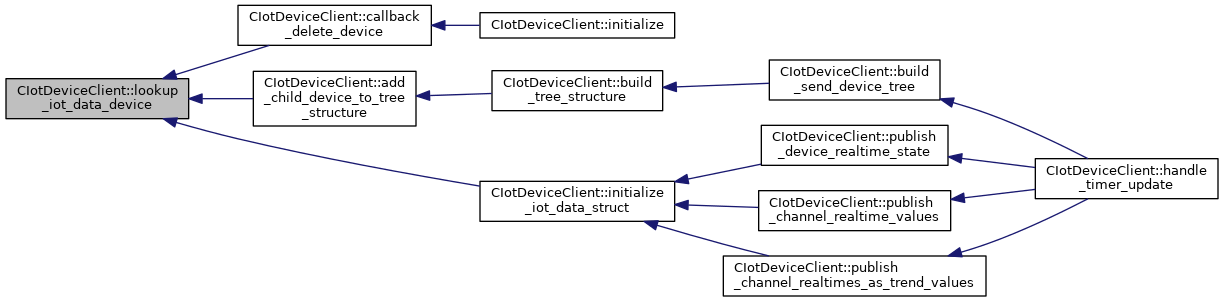 CIotDeviceClient::lookup
_iot_data_device
CIotDeviceClient::callback
_delete_device
CIotDeviceClient::initialize
CIotDeviceClient::add
_child_device_to_tree
_structure
CIotDeviceClient::build
_tree_structure
CIotDeviceClient::build
_send_device_tree
CIotDeviceClient::initialize
_iot_data_struct
CIotDeviceClient::publish
_device_realtime_state
CIotDeviceClient::publish
_channel_realtime_values
CIotDeviceClient::publish
_channel_realtimes_as_trend_values
CIotDeviceClient::handle
_timer_update